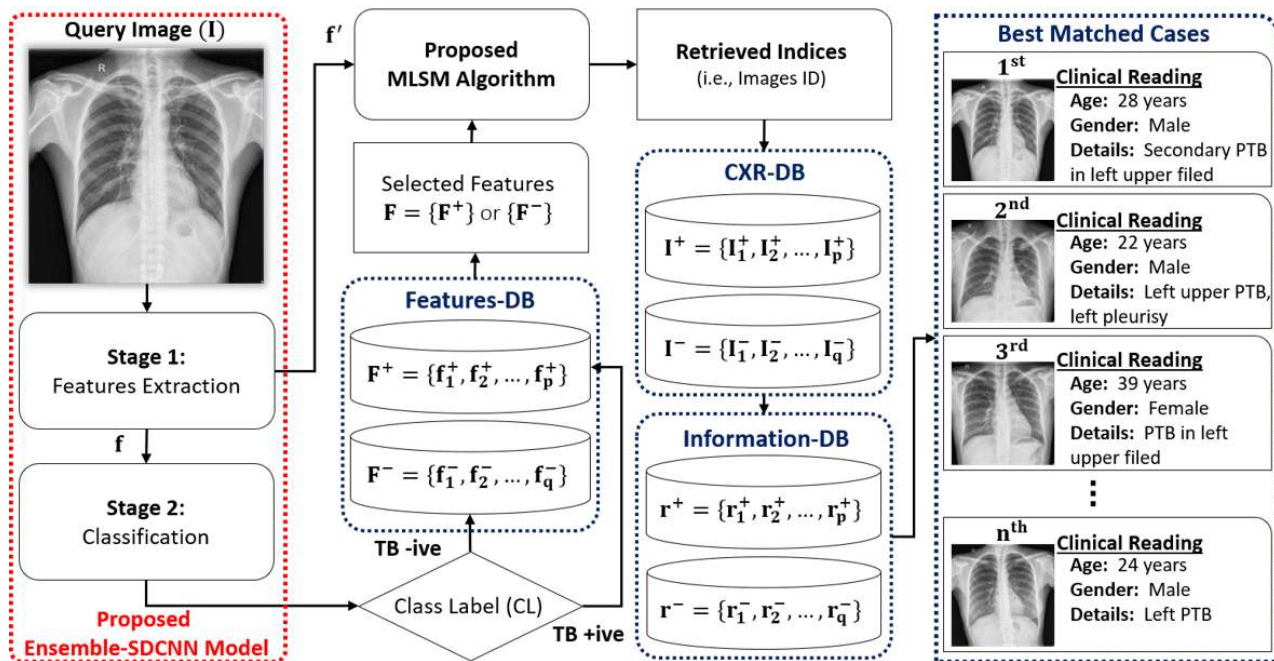 Query Image (I)
R
Stage 1:
Features Extraction
f
Stage 2:
Classification
Proposed
Ensemble-SDCNN Model
f′
Proposed
MLSM Algorithm
Selected Features
F = {F⁺} or {F⁻}
Features-DB
F⁺ = {f₁⁺, f₂⁺, ..., fₚ⁺}
F⁻ = {f₁⁻, f₂⁻, ..., f_q⁻}
TB -ive
Class Label (CL)
TB +ive
Retrieved Indices
(i.e., Images ID)
CXR-DB
I⁺ = {I₁⁺, I₂⁺, ..., Iₚ⁺}
I⁻ = {I₁⁻, I₂⁻, ..., I_q⁻}
Information-DB
r⁺ = {r₁⁺, r₂⁺, ..., rₚ⁺}
r⁻ = {r₁⁻, r₂⁻, ..., r_q⁻}
Best Matched Cases
1st
Clinical Reading
Age: 28 years
Gender: Male
Details: Secondary PTB
in left upper filed
2nd
Clinical Reading
Age: 22 years
Gender: Male
Details: Left upper PTB,
left pleurisy
3rd
Clinical Reading
Age: 39 years
Gender: Female
Details: PTB in left
upper filed
⋮
nth
Clinical Reading
Age: 24 years
Gender: Male
Details: Left PTB